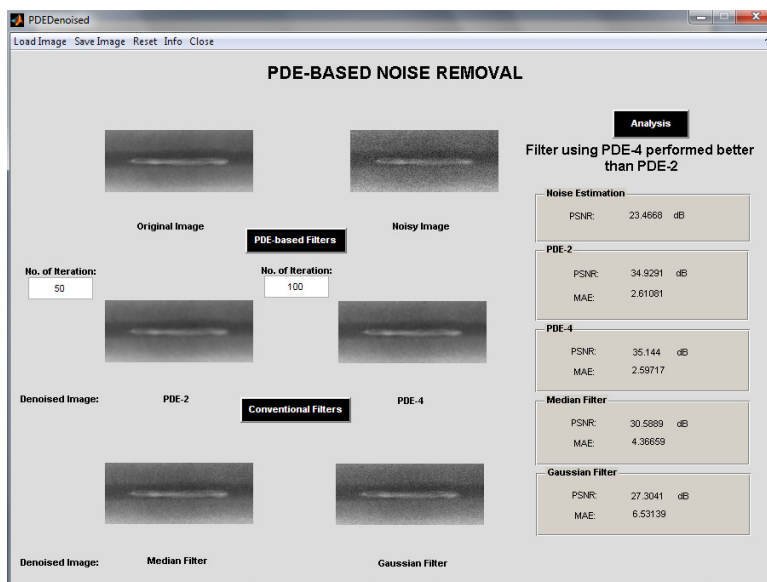 PDEDenoised
Load Image Save Image Reset Info Close
PDE-BASED NOISE REMOVAL
Analysis
Filter using PDE-4 performed better
than PDE-2
Original Image
Noisy Image
PDE-based Filters
Noise Estimation
PSNR: 23.4668 dB
No. of Iteration:
50
No. of Iteration:
100
PDE-2
PSNR: 34.9291 dB
MAE: 2.61081
PDE-4
PSNR: 35.144 dB
MAE: 2.59717
Denoised Image: PDE-2
Conventional Filters
PDE-4
Median Filter
PSNR: 30.5889 dB
MAE: 4.36659
Gaussian Filter
PSNR: 27.3041 dB
MAE: 6.53139
Denoised Image: Median Filter
Gaussian Filter